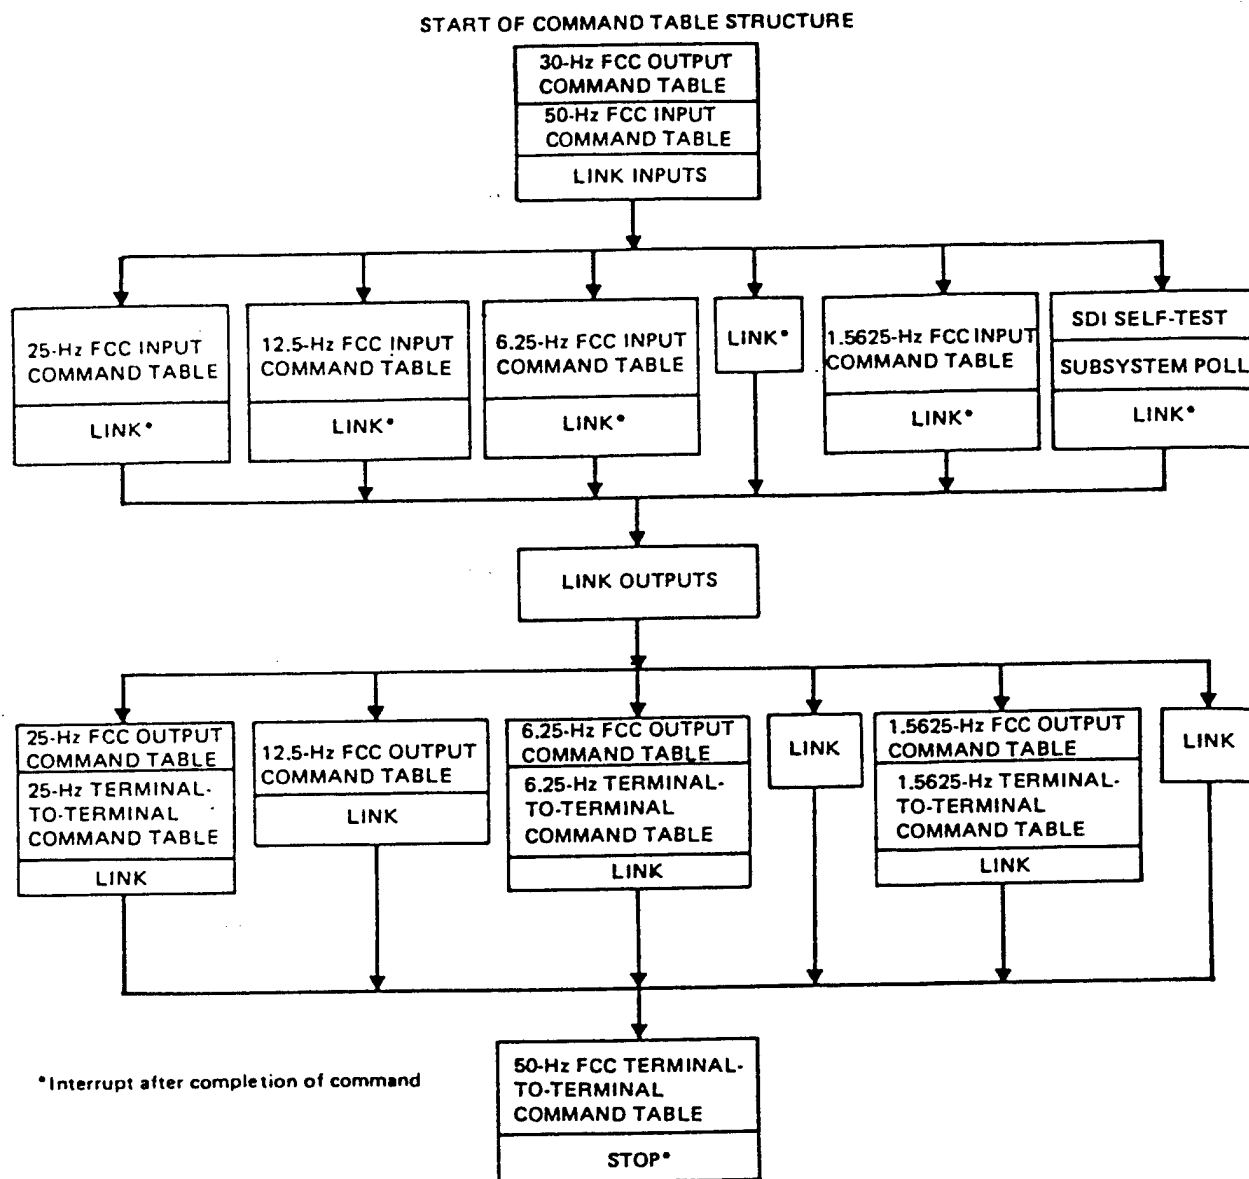 START OF COMMAND TABLE STRUCTURE
30-Hz FCC OUTPUT
COMMAND TABLE
50-Hz FCC INPUT
COMMAND TABLE
LINK INPUTS
25-Hz FCC INPUT
COMMAND TABLE
LINK*
12.5-Hz FCC INPUT
COMMAND TABLE
LINK*
6.25-Hz FCC INPUT
COMMAND TABLE
LINK*
LINK*
1.5625-Hz FCC INPUT
COMMAND TABLE
LINK*
SDI SELF-TEST
SUBSYSTEM POLL
LINK*
LINK OUTPUTS
25-Hz FCC OUTPUT
COMMAND TABLE
25-Hz TERMINAL-
TO-TERMINAL
COMMAND TABLE
LINK
12.5-Hz FCC OUTPUT
COMMAND TABLE
LINK
6.25-Hz FCC OUTPUT
COMMAND TABLE
6.25-Hz TERMINAL-
TO-TERMINAL
COMMAND TABLE
LINK
LINK
1.5625-Hz FCC OUTPUT
COMMAND TABLE
1.5625-Hz TERMINAL-
TO-TERMINAL
COMMAND TABLE
LINK
LINK
50-Hz FCC TERMINAL-
TO-TERMINAL
COMMAND TABLE
STOP*
*Interrupt after completion of command